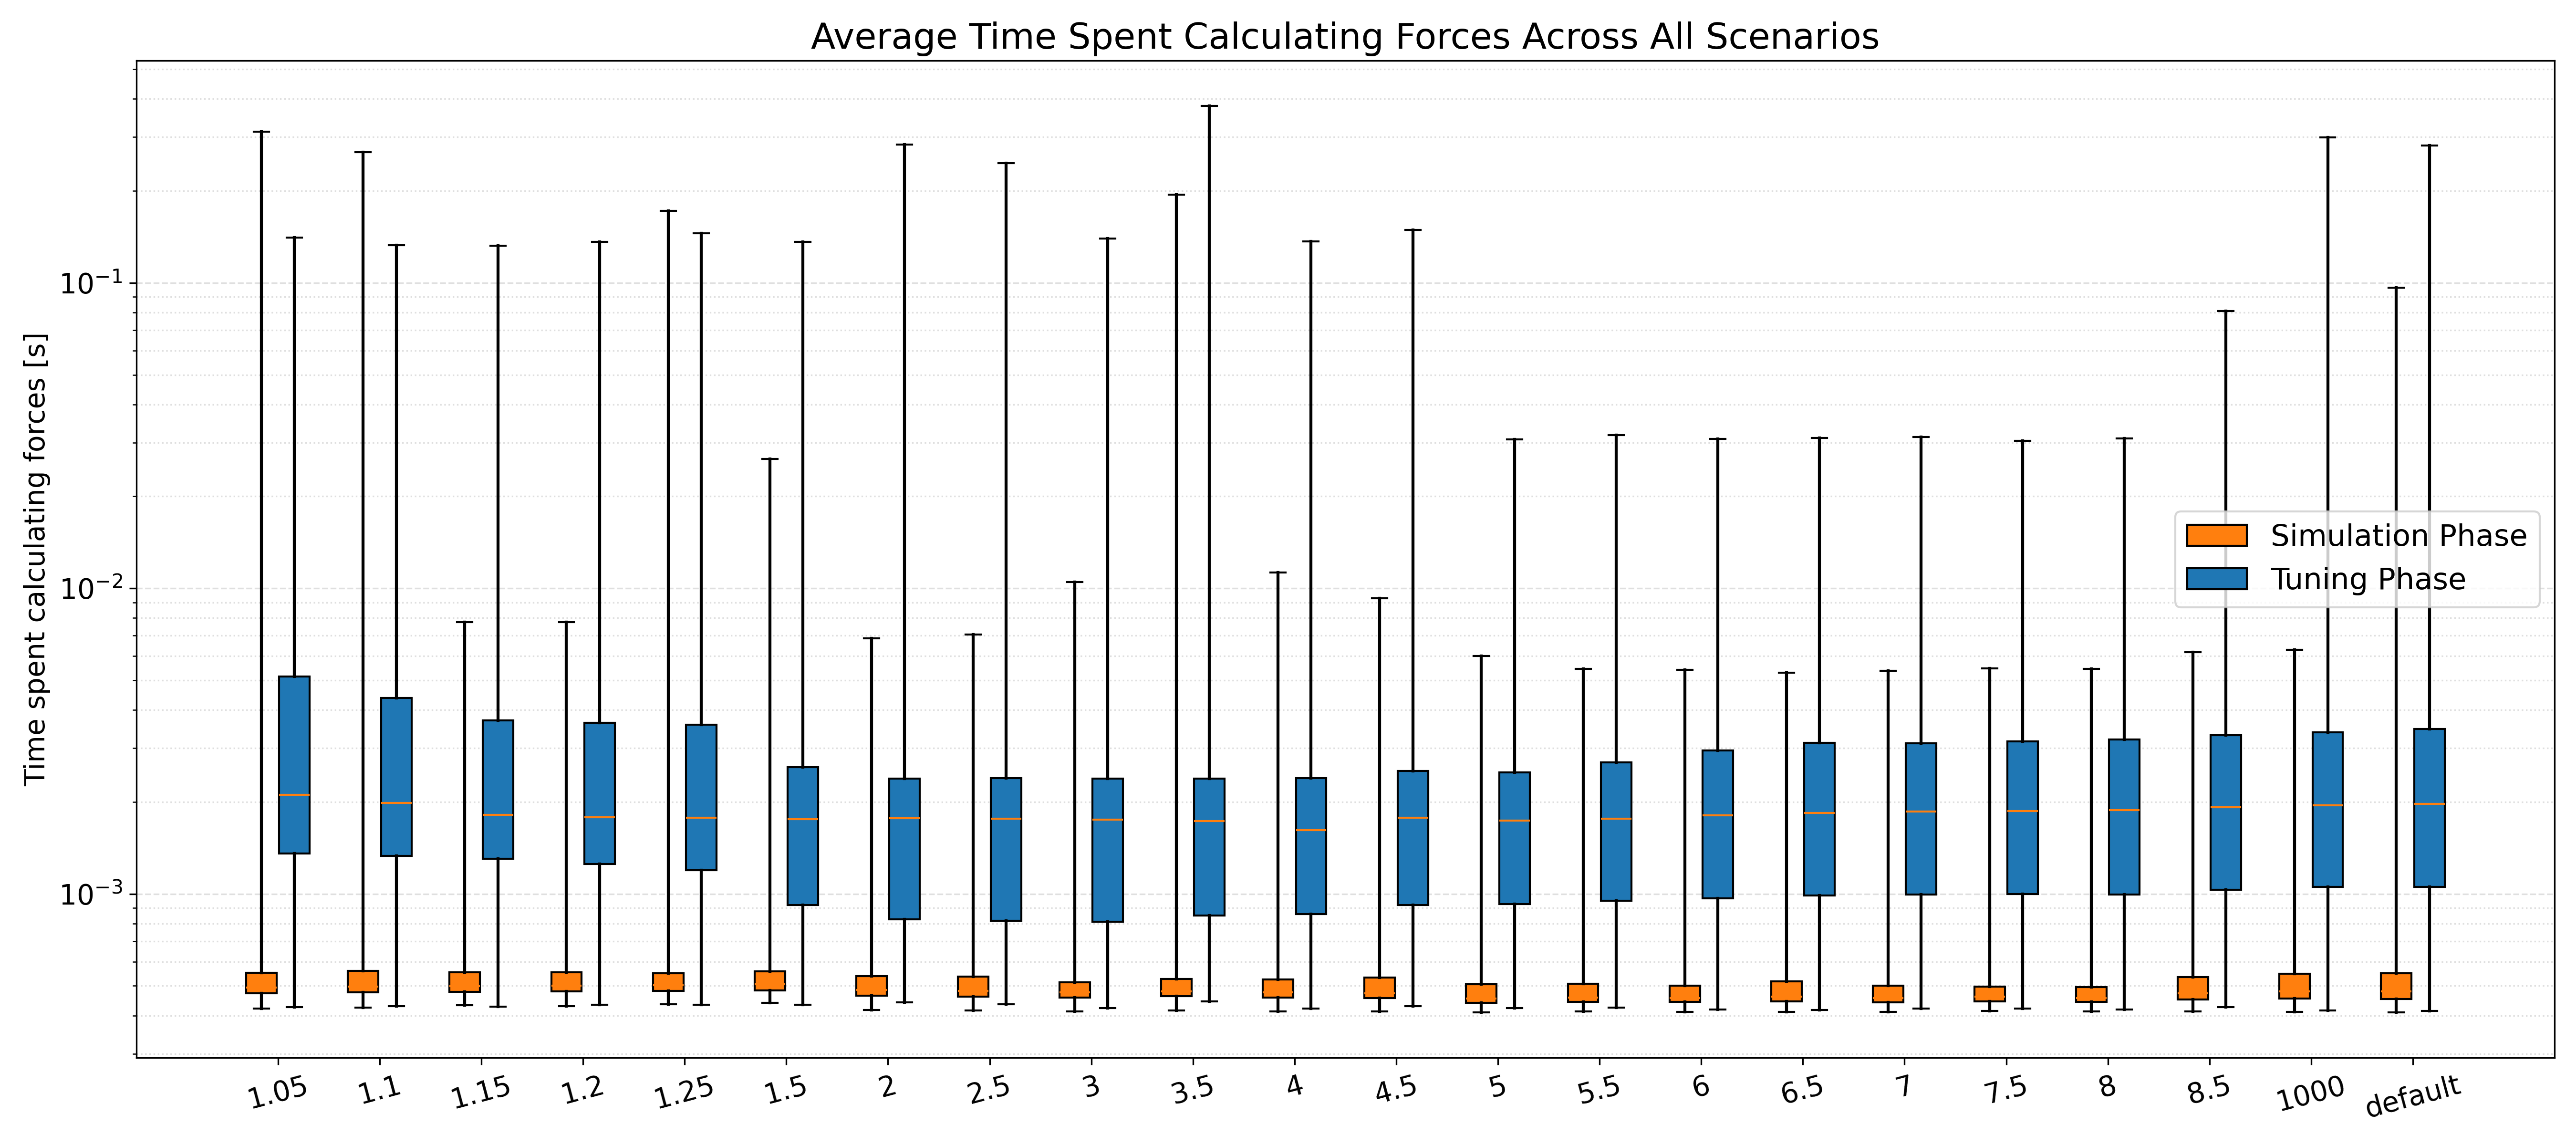 Average Time Spent Calculating Forces Across All Scenarios
Time spent calculating forces [s]
10⁻¹
10⁻²
10⁻³
Simulation Phase
Tuning Phase
1.05 1.1 1.15 1.2 1.25 1.5 2 2.5 3 3.5 4 4.5 5 5.5 6 6.5 7 7.5 8 8.5 1000 default